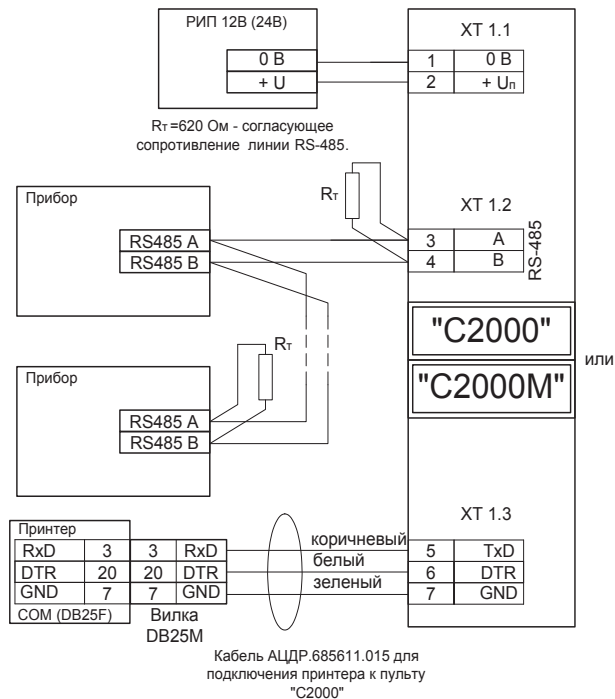 РИП 12В (24В)
0 В
+ U
XT 1.1
1 0 В
2 + Uп
Rт=620 Ом - согласующее
сопротивление линии RS-485.
Rт
Прибор
RS485 A
RS485 B
XT 1.2
3 A
4 B
RS-485
"С2000"
или
"С2000М"
Rт
Прибор
RS485 A
RS485 B
XT 1.3
Принтер
RxD 3 3 RxD
DTR 20 20 DTR
GND 7 7 GND
COM (DB25F)
Вилка
DB25M
коричневый
белый
зеленый
5 TxD
6 DTR
7 GND
Кабель АЦДР.685611.015 для
подключения принтера к пульту
"С2000"